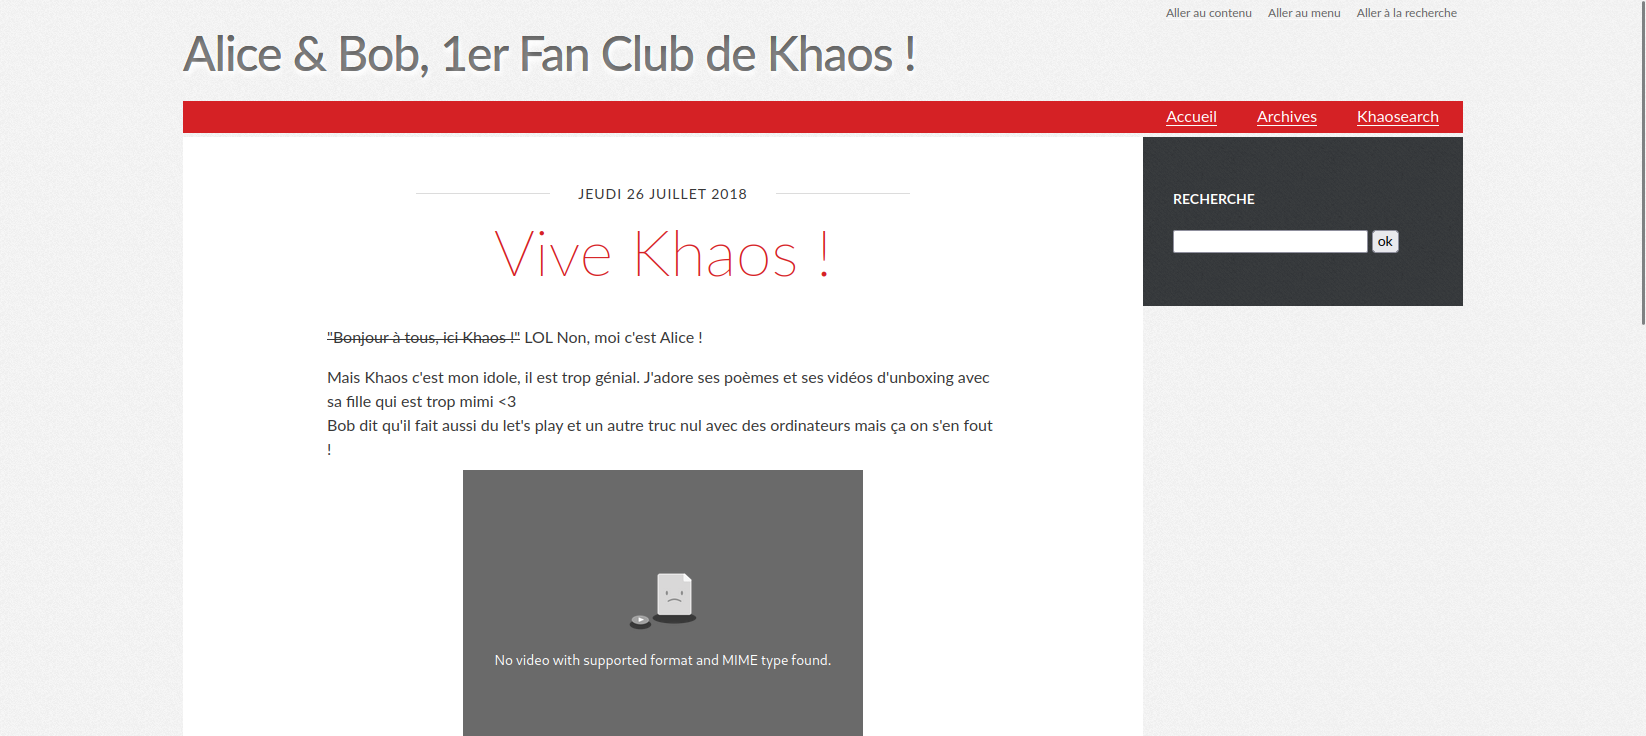 Aller au contenu Aller au menu Aller à la recherche
Alice & Bob, 1er Fan Club de Khaos !
Accueil Archives Khaosearch
JEUDI 26 JUILLET 2018
Vive Khaos !
RECHERCHE
ok
"Bonjour à tous, ici Khaos !" LOL Non, moi c'est Alice !
Mais Khaos c'est mon idole, il est trop génial. J'adore ses poèmes et ses vidéos d'unboxing avec
sa fille qui est trop mimi <3
Bob dit qu'il fait aussi du let's play et un autre truc nul avec des ordinateurs mais ça on s'en fout
!
No video with supported format and MIME type found.